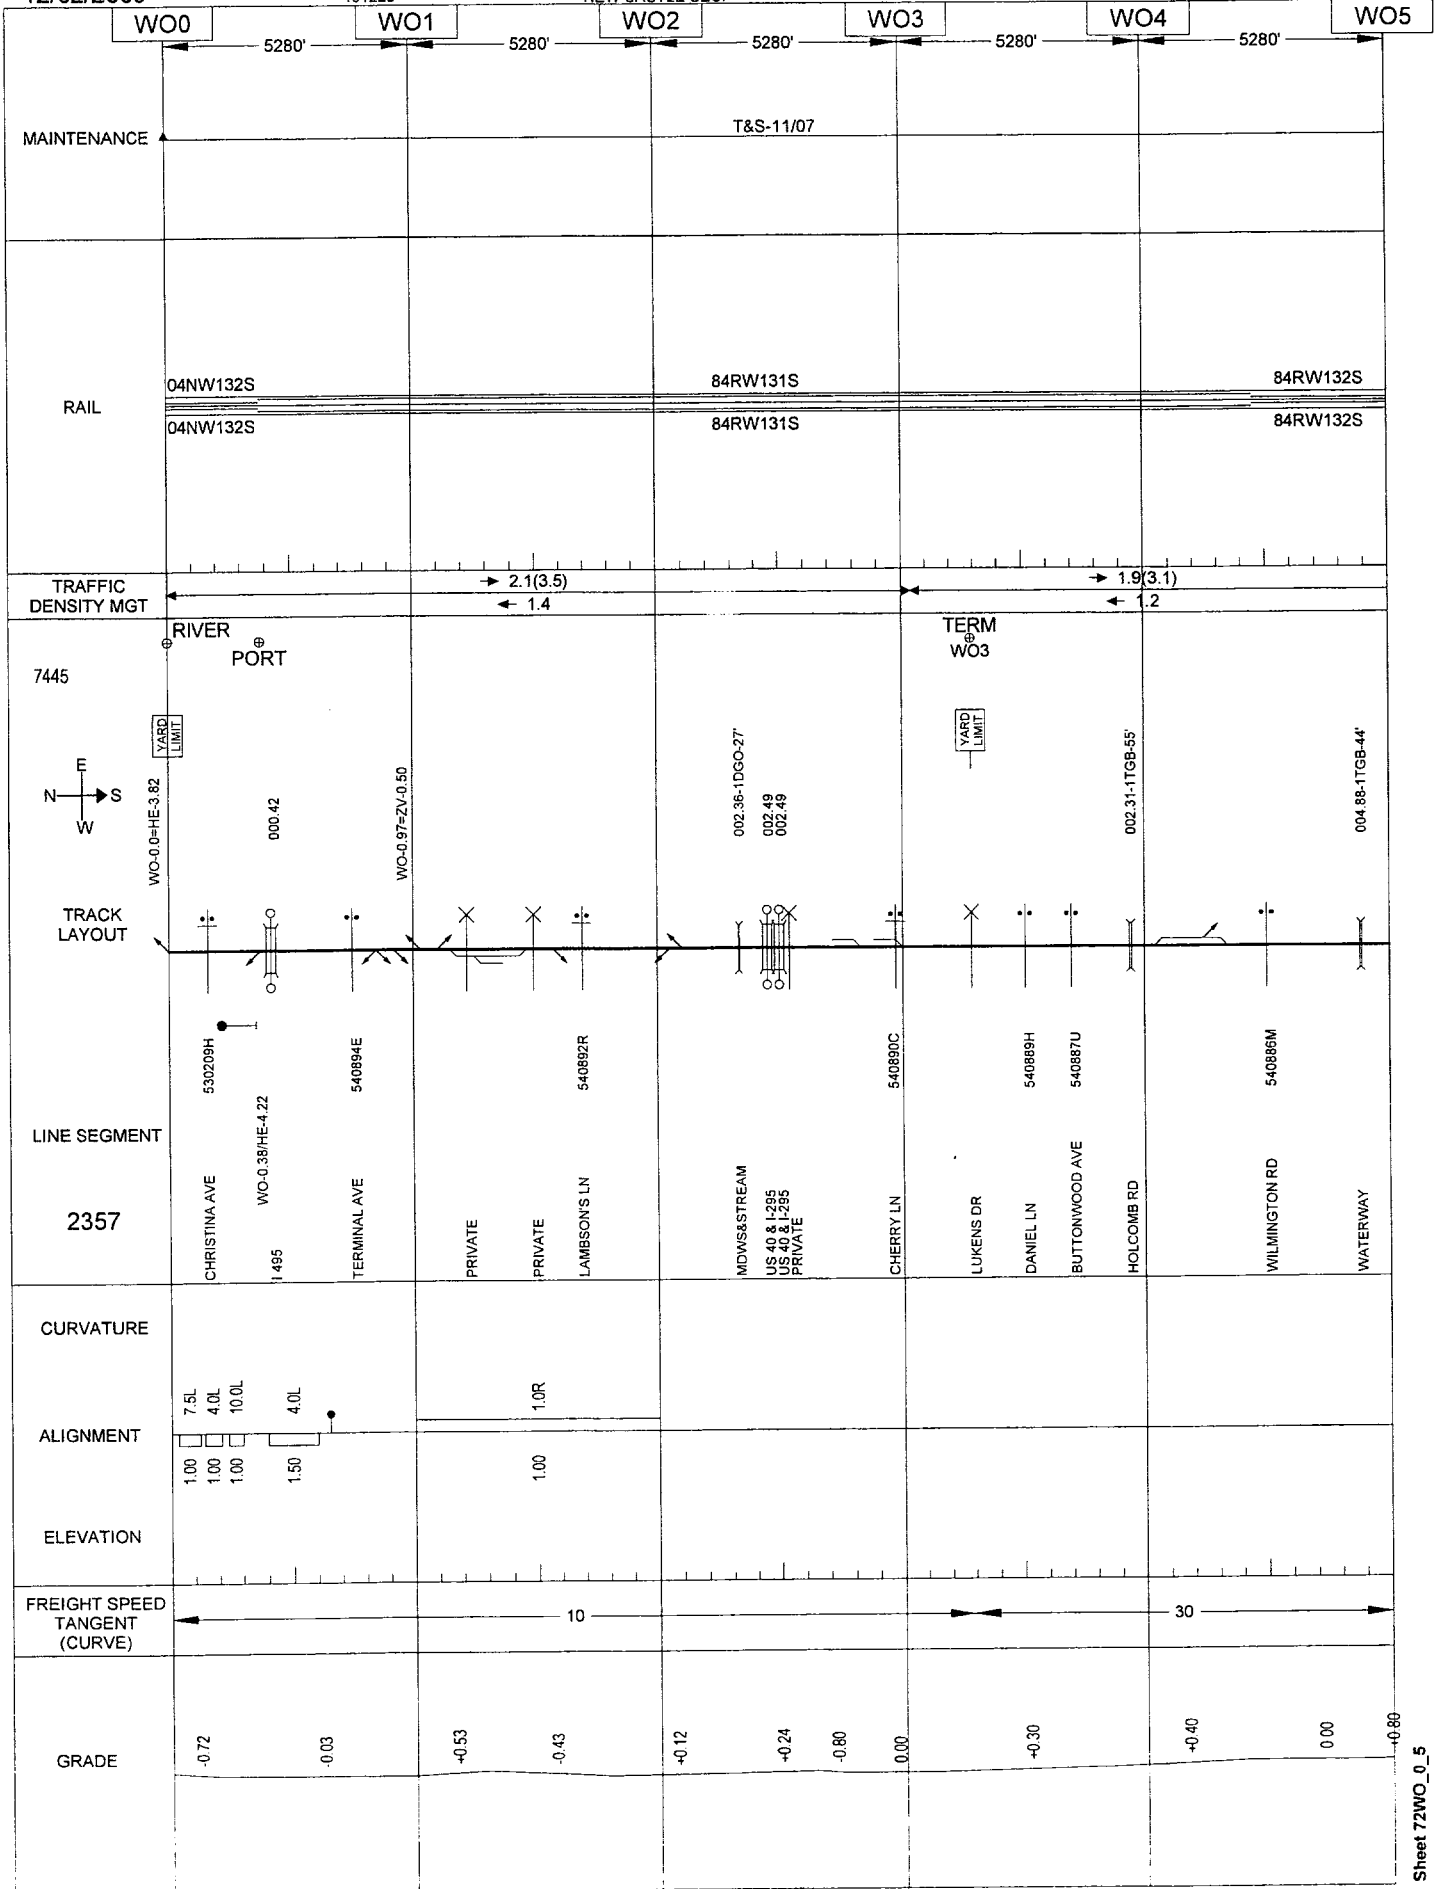 WO0
WO1
WO2
WO3
WO4
WO5
5280'
5280'
5280'
5280'
5280'
MAINTENANCE
T&S-11/07
RAIL
04NW132S
84RW131S
84RW132S
04NW132S
84RW131S
84RW132S
TRAFFIC
DENSITY MGT
2.1(3.5)
1.4
1.9(3.1)
1.2
RIVER
PORT
TERM
WO3
7445
YARD
LIMIT
YARD
LIMIT
E
N
S
W
WO-0.0=HE-3.82
000.42
WO-0.97=ZV-0.50
002.36-1DGO-27'
002.49
002.49
002.31-1TGB-55'
004.88-1TGB-44'
TRACK
LAYOUT
530209H
540894E
540892R
540890C
540889H
540887U
540886M
LINE SEGMENT
2357
CHRISTINA AVE
WO-0.38/HE-4.22
I 495
TERMINAL AVE
PRIVATE
PRIVATE
LAMBSON'S LN
MDWS&STREAM
US 40 & I-295
US 40 & I-295
PRIVATE
CHERRY LN
LUKENS DR
DANIEL LN
BUTTONWOOD AVE
HOLCOMB RD
WILMINGTON RD
WATERWAY
CURVATURE
7.5L
4.0L
10.0L
4.0L
1.0R
ALIGNMENT
1.00
1.00
1.00
1.50
1.00
ELEVATION
FREIGHT SPEED
TANGENT
(CURVE)
10
30
GRADE
-0.72
-0.03
+0.53
-0.43
+0.12
+0.24
-0.80
0.00
+0.30
+0.40
0.00
+0.80
Sheet 72WO_0_5